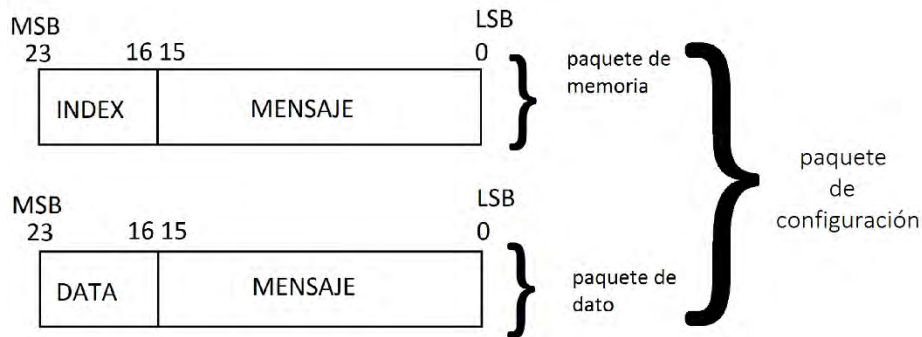 MSB LSB
23 16 15 0
INDEX MENSAJE
paquete de
memoria
MSB LSB
23 16 15 0
DATA MENSAJE
paquete de
dato
paquete
de
configuración